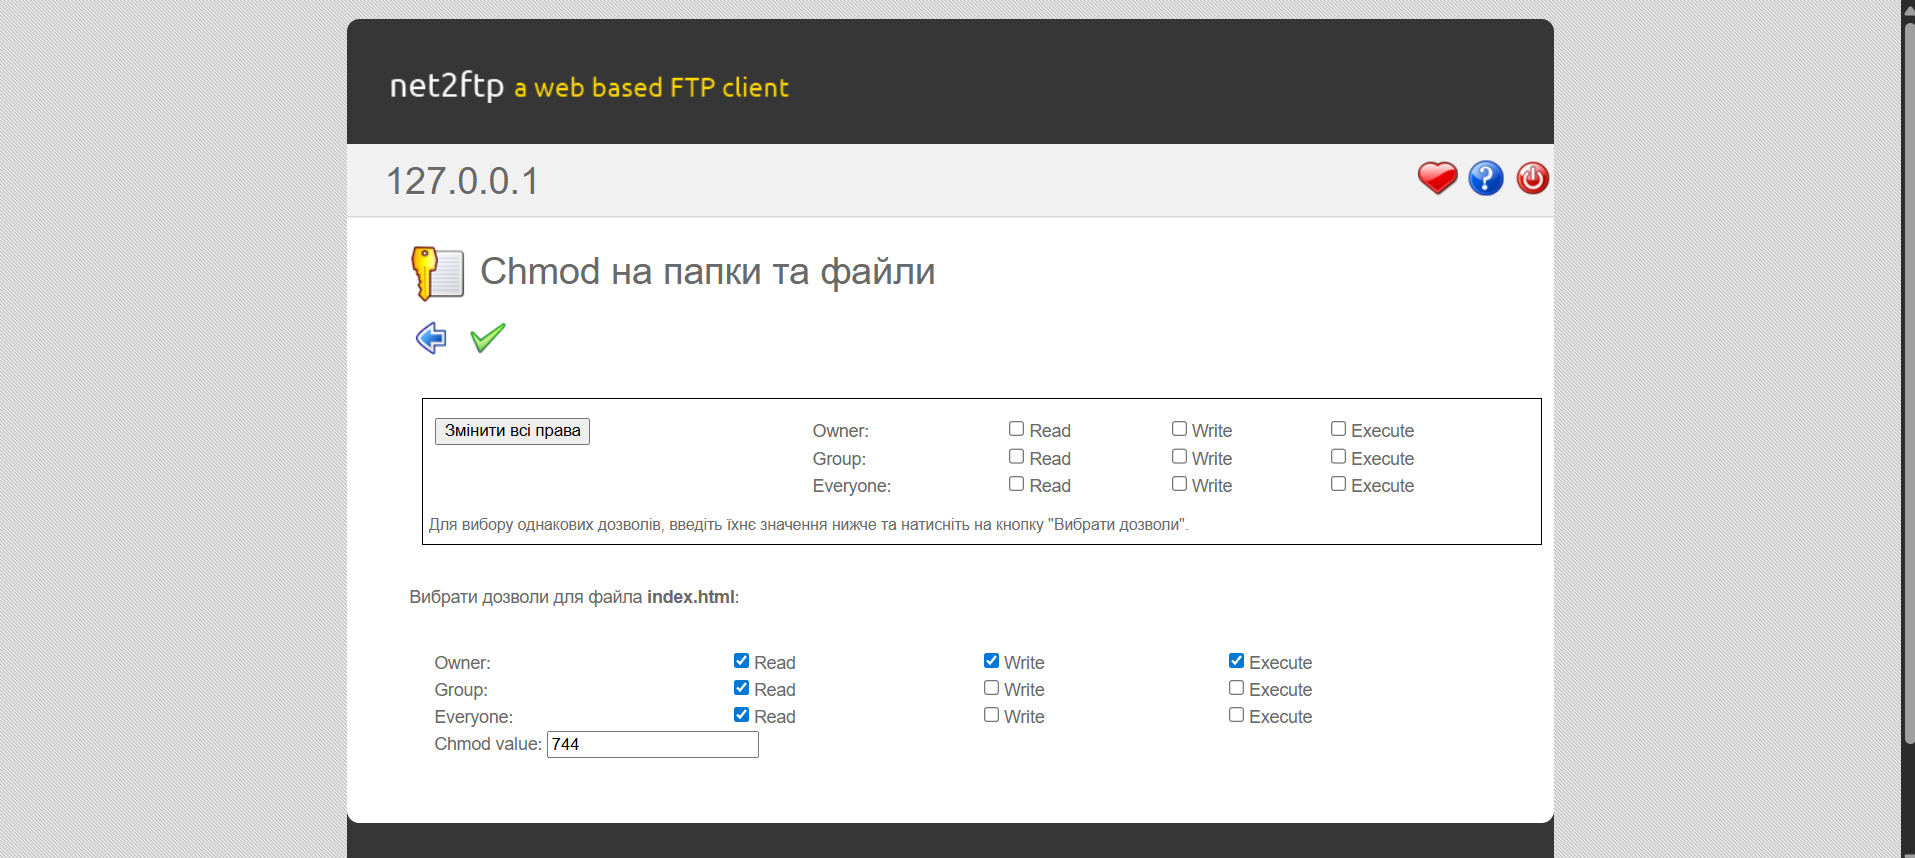 net2ftp a web based FTP client
127.0.0.1
Chmod на папки та файли
Змінити всі права Owner: Read Write Execute
Group: Read Write Execute
Everyone: Read Write Execute
Для вибору однакових дозволів, введіть їхнє значення нижче та натисніть на кнопку "Вибрати дозволи".
Вибрати дозволи для файла index.html:
Owner: Read Write Execute
Group: Read Write Execute
Everyone: Read Write Execute
Chmod value: 744